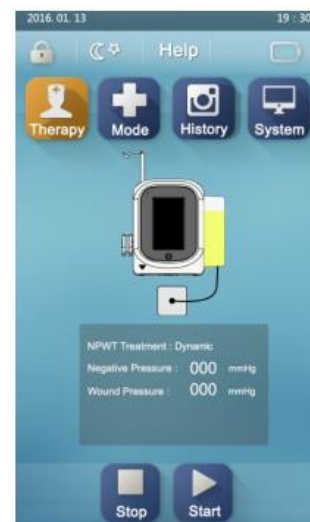 2016. 01. 13 19 : 30
Help
Therapy Mode History System
NPWT Treatment : Dynamic
Negative Pressure : 000 mmHg
Wound Pressure : 000 mmHg
Stop Start